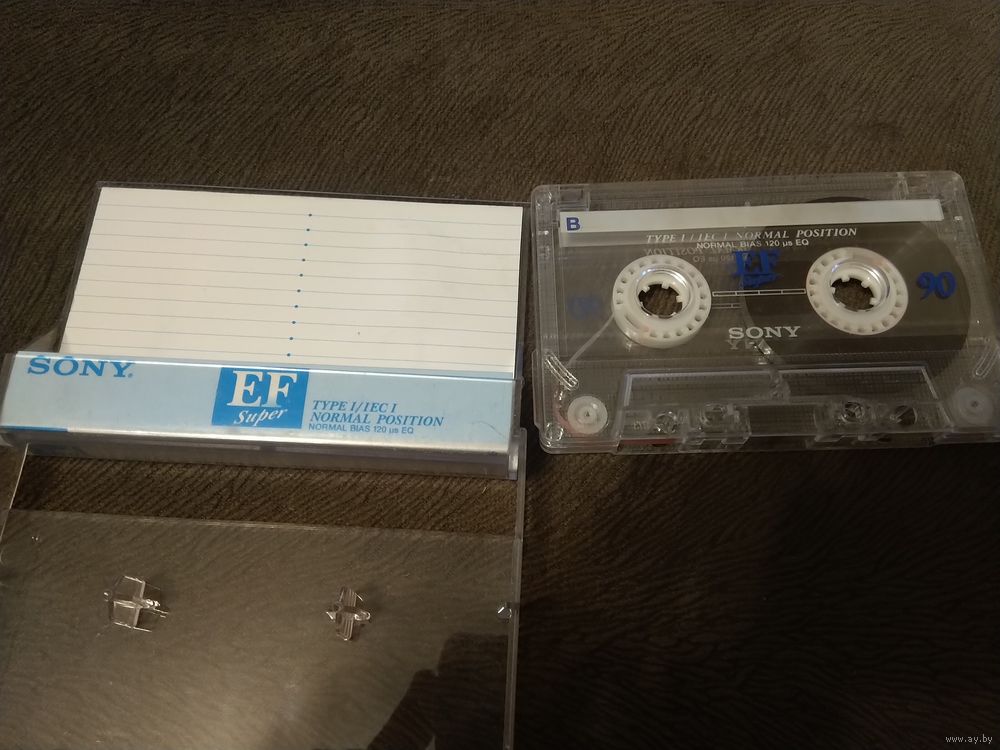 SONY.
EF
Super
TYPE I/IEC I
NORMAL POSITION
NORMAL BIAS 120 µs EQ
B
TYPE I / IEC I NORMAL POSITION
NORMAL BIAS 120 µs EQ
EF
Super
90
SONY
www.ay.by